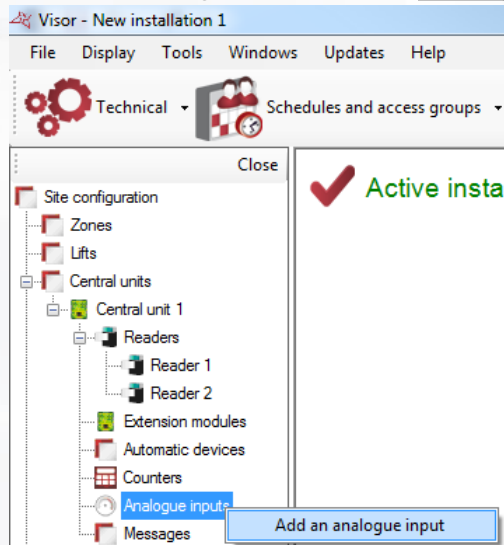 Visor - New installation 1
File Display Tools Windows Updates Help
Technical Schedules and access groups
Close
Active insta
Site configuration
Zones
Lifts
Central units
Central unit 1
Readers
Reader 1
Reader 2
Extension modules
Automatic devices
Counters
Analogue inputs
Add an analogue input
Messages